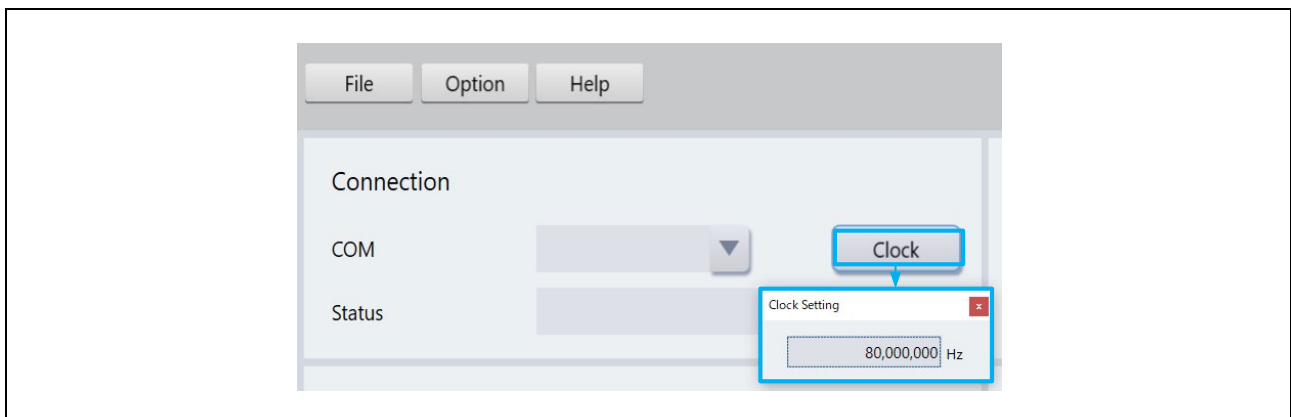 File Option Help
Connection
COM Clock
Status
Clock Setting x
80,000,000 Hz